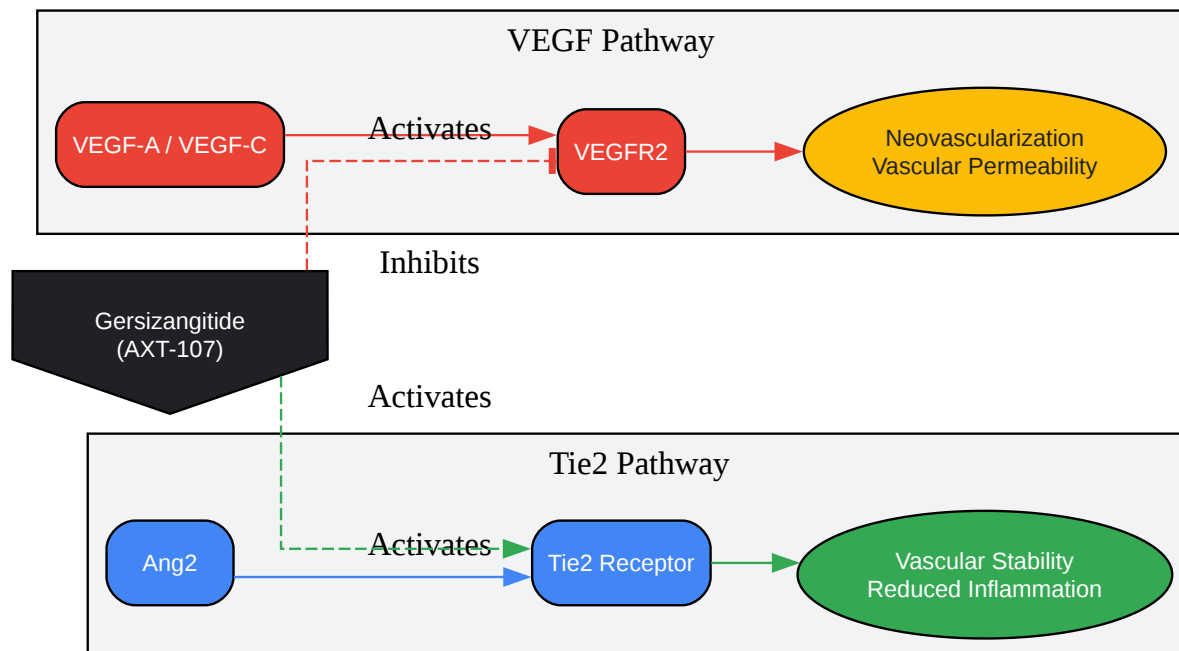 VEGF Pathway
VEGF-A / VEGF-C
Activates
VEGFR2
Neovascularization
Vascular Permeability
Inhibits
Gersizangitide
(AXT-107)
Activates
Tie2 Pathway
Ang2
Activates
Tie2 Receptor
Vascular Stability
Reduced Inflammation